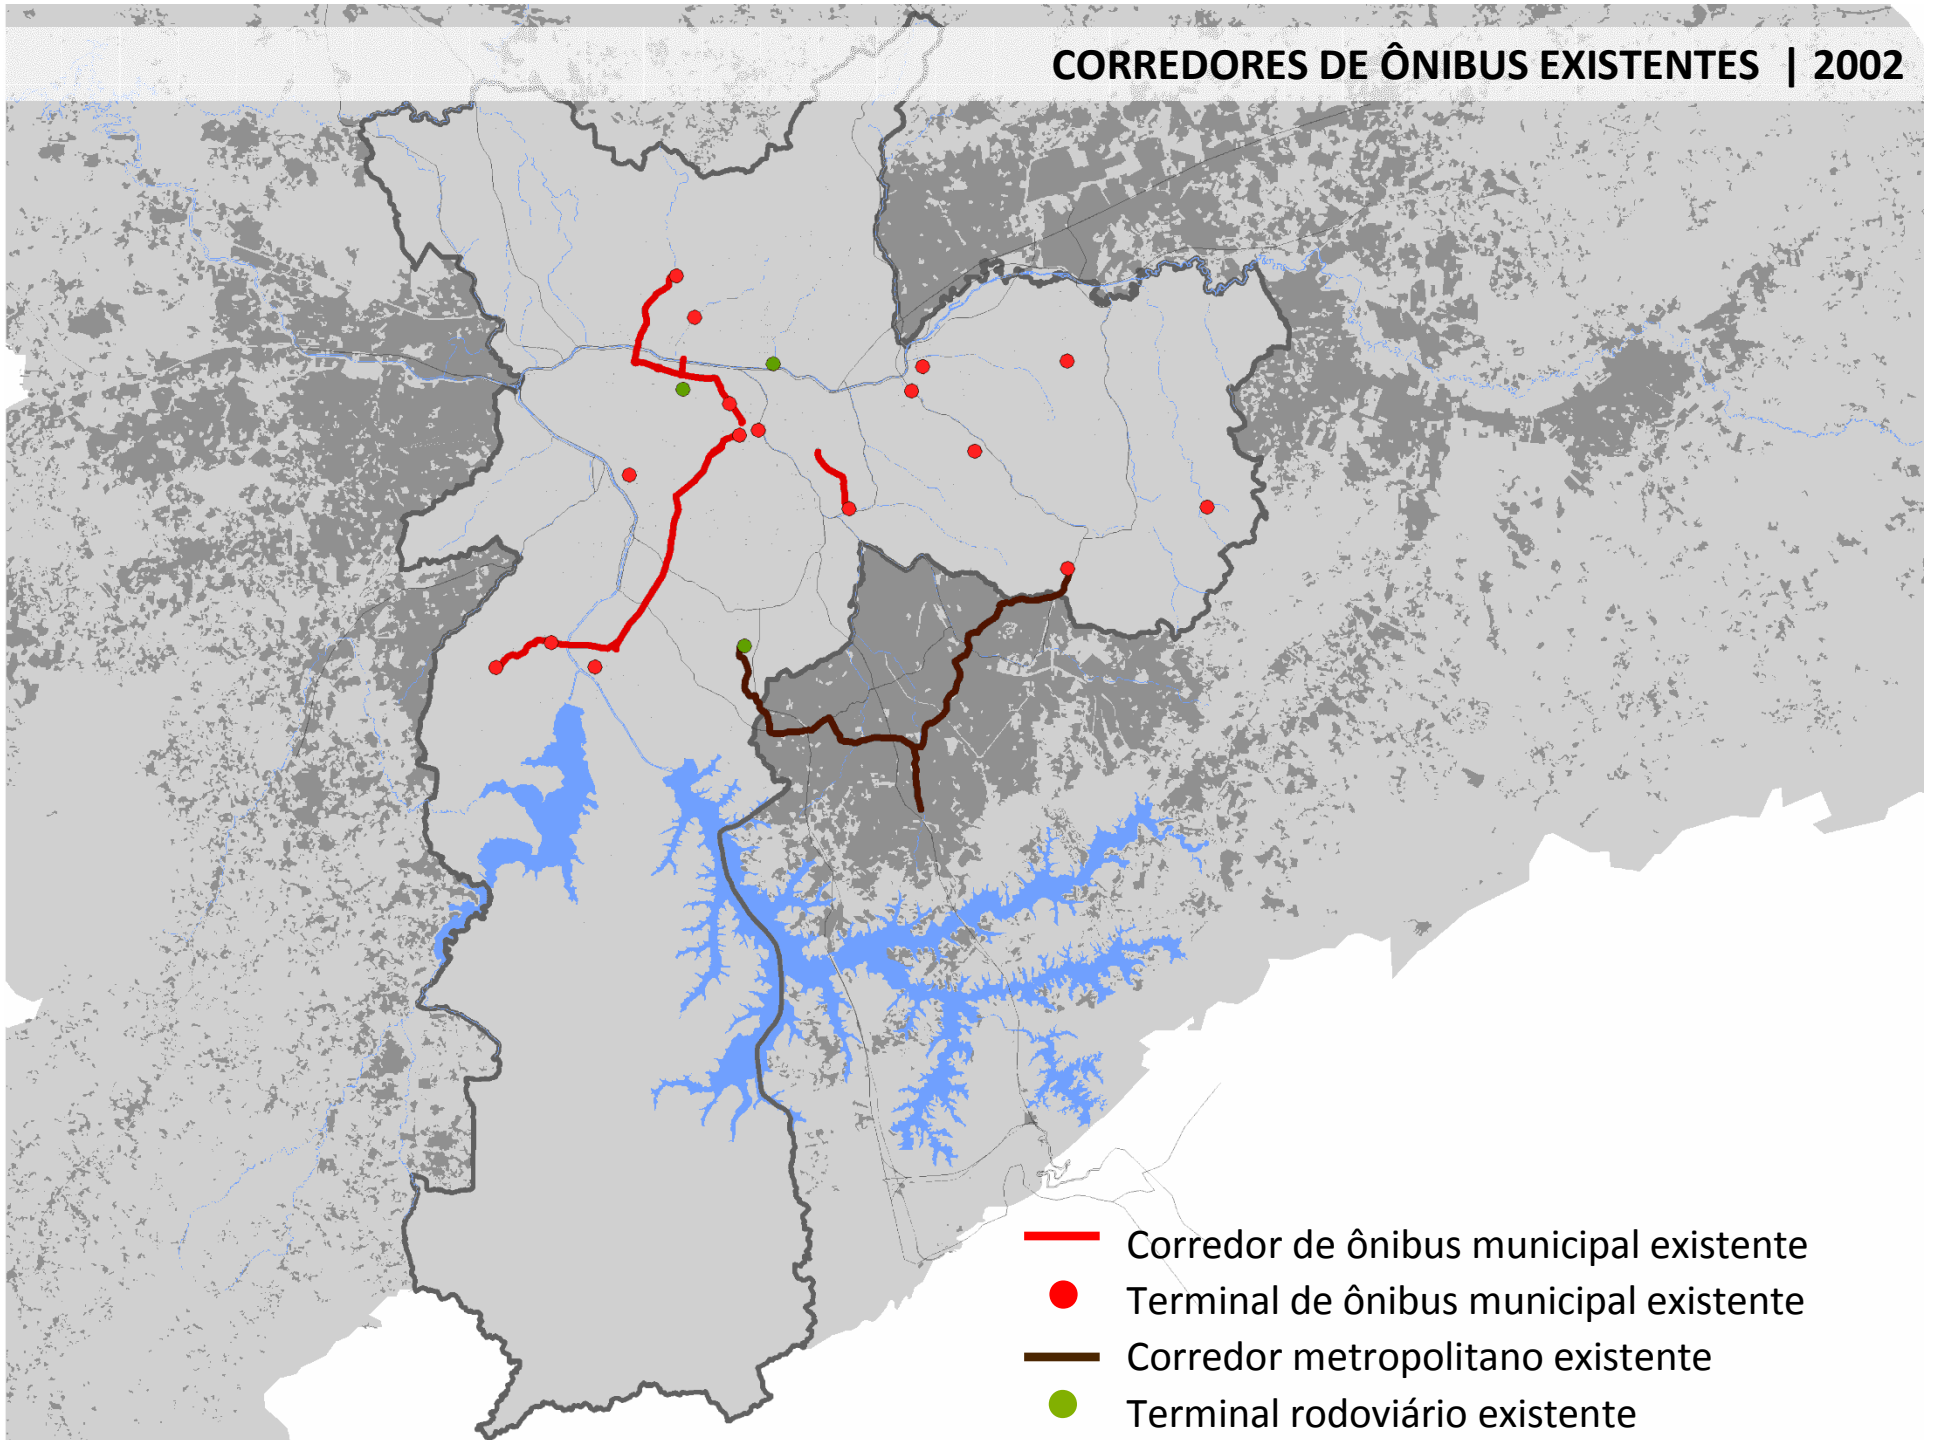 CORREDORES DE ÔNIBUS EXISTENTES | 2002
Corredor de ônibus municipal existente
Terminal de ônibus municipal existente
Corredor metropolitano existente
Terminal rodoviário existente